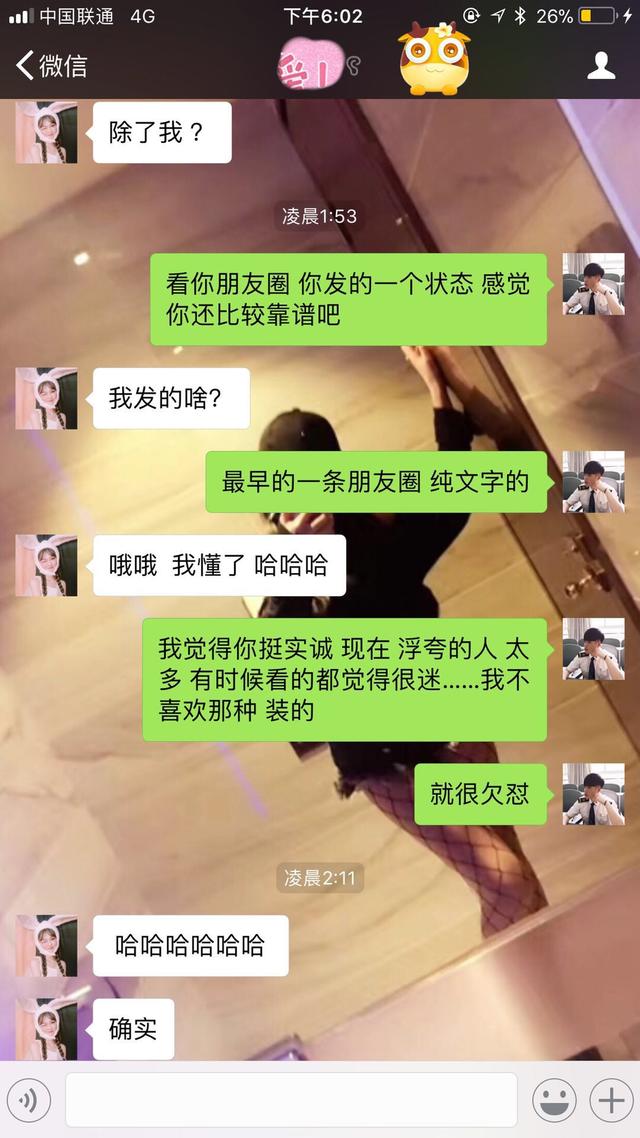 中国联通 4G 下午6:02 26%
微信 爱
除了我？
凌晨1:53
看你朋友圈 你发的一个状态 感觉
你还比较靠谱吧
我发的啥?
最早的一条朋友圈 纯文字的
哦哦 我懂了 哈哈哈
我觉得你挺实诚 现在 浮夸的人 太
多 有时候看的都觉得很迷……我不
喜欢那种 装的
就很欠怼
凌晨2:11
哈哈哈哈哈哈
确实